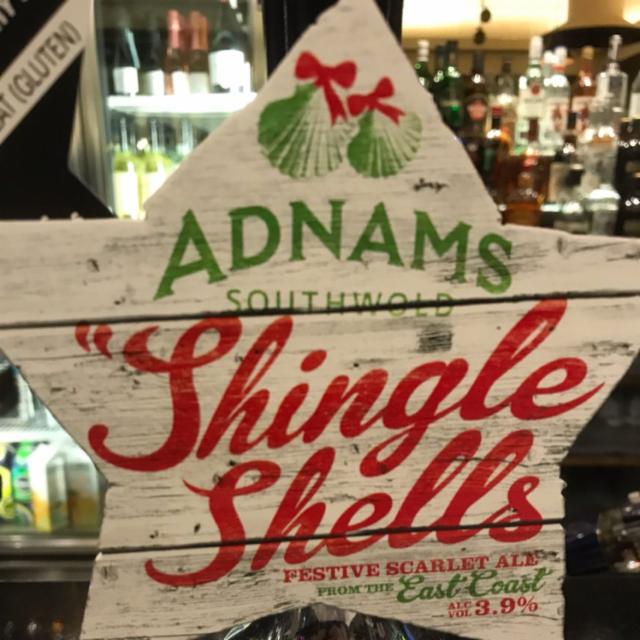 AT (GLUTEN)
ADNAMS
SOUTHWOLD
"Shingle
Shells
FESTIVE SCARLET ALE
FROM THE East Coast
ALC
VOL 3.9%